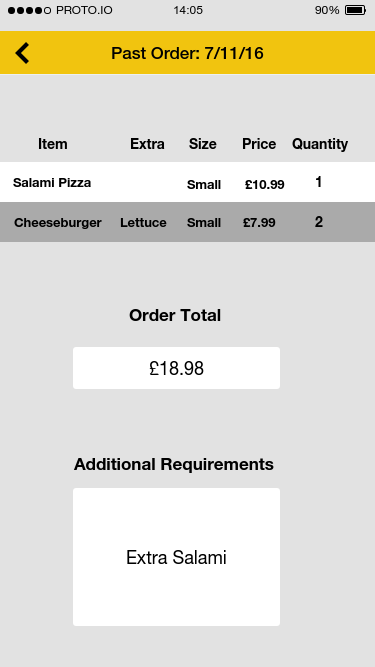 PROTO.IO 14:05 90%
Past Order: 7/11/16
Item Extra Size Price Quantity
Salami Pizza Small £10.99 1
Cheeseburger Lettuce Small £7.99 2
Order Total
£18.98
Additional Requirements
Extra Salami